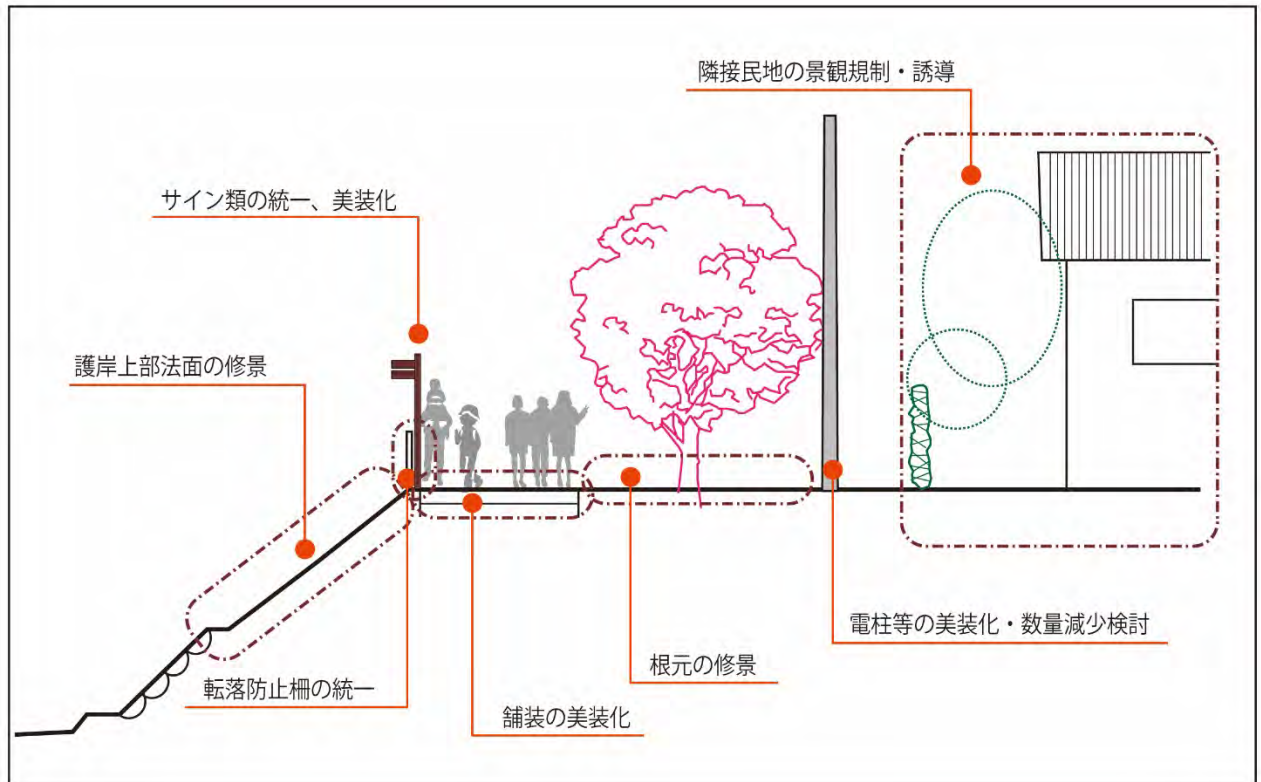 隣接民地の景観規制・誘導
サイン類の統一、美装化
護岸上部法面の修景
電柱等の美装化・数量減少検討
根元の修景
転落防止柵の統一
舗装の美装化